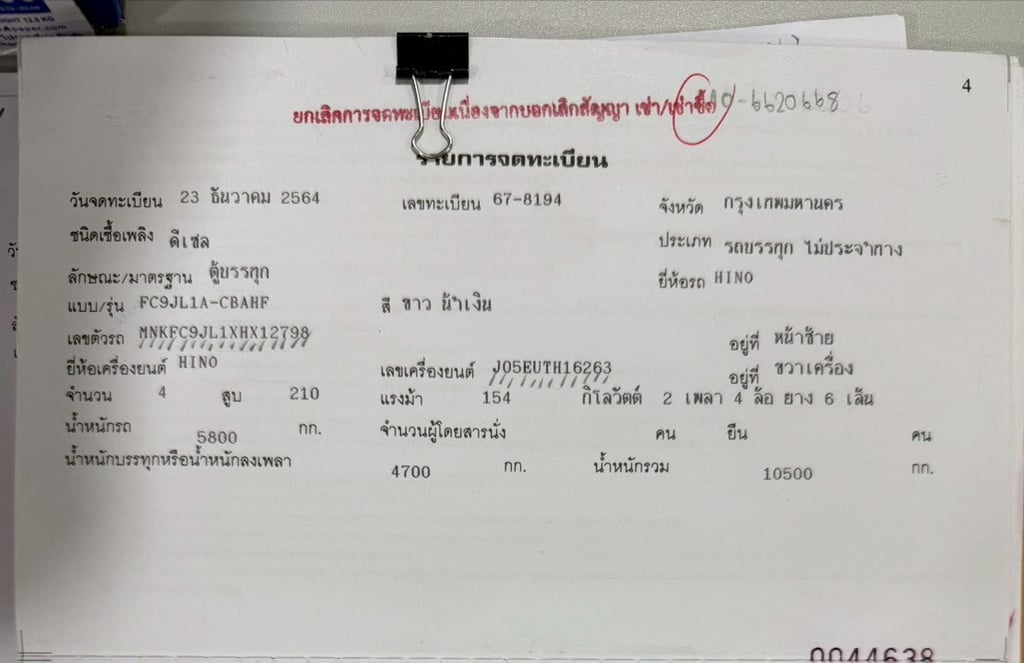 4
ยกเลิกการจดทะเบียนเนื่องจากบอกเลิกสัญญา เช่า/เช่าซื้อ
รายการจดทะเบียน
วันจดทะเบียน 23 ธันวาคม 2564 เลขทะเบียน 67-8194 จังหวัด กรุงเทพมหานคร
ชนิดเชื้อเพลิง ดีเซล ประเภท รถบรรทุก ไม่ประจำทาง
ลักษณะ/มาตรฐาน ตู้บรรทุก ยี่ห้อรถ HINO
แบบ/รุ่น FC9JL1A-CBAHF สี ขาว น้ำเงิน
เลขตัวรถ MNKFC9JL1XHX12798 อยู่ที่ หน้าซ้าย
ยี่ห้อเครื่องยนต์ HINO เลขเครื่องยนต์ J05EUTH16263 อยู่ที่ ขวาเครื่อง
จำนวน 4 สูบ 210 แรงม้า 154 กิโลวัตต์ 2 เพลา 4 ล้อ ยาง 6 เส้น
น้ำหนักรถ 5800 กก. จำนวนผู้โดยสารนั่ง คน ยืน คน
น้ำหนักบรรทุกหรือน้ำหนักลงเพลา 4700 กก. น้ำหนักรวม 10500 กก.
0044638